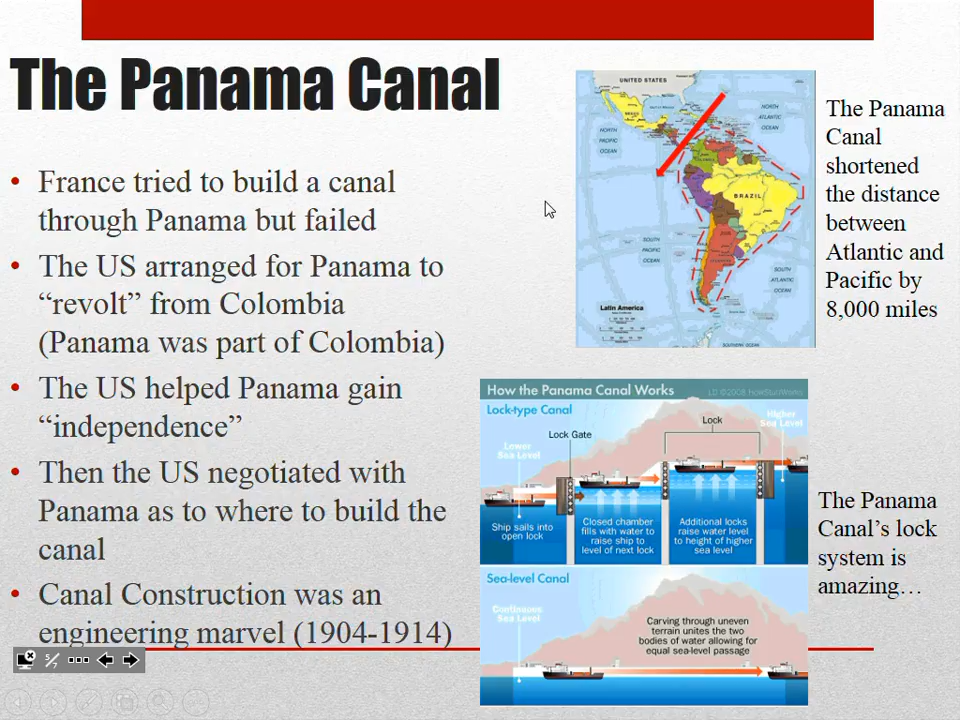 The Panama Canal
• France tried to build a canal
through Panama but failed
• The US arranged for Panama to
“revolt” from Colombia
(Panama was part of Colombia)
• The US helped Panama gain
“independence”
• Then the US negotiated with
Panama as to where to build the
canal
• Canal Construction was an
engineering marvel (1904-1914)
UNITED STATES
MEXICO
NORTH
ATLANTIC
OCEAN
NORTH
PACIFIC
OCEAN
BRAZIL
SOUTH
PACIFIC
OCEAN
SOUTH
ATLANTIC
OCEAN
Latin America
SOUTHERN OCEAN
The Panama
Canal
shortened
the distance
between
Atlantic and
Pacific by
8,000 miles
How the Panama Canal Works
©2008 HowStuffWorks
Lock-type Canal
Higher
Sea Level
Lock
Lock Gate
Lower
Sea Level
Ship sails into
open lock
Closed chamber
fills with water to
raise ship to
level of next lock
Additional locks
raise water level
to height of higher
sea level
Sea-level Canal
Continuous
Sea Level
Carving through uneven
terrain unites the two
bodies of water allowing for
equal sea-level passage
The Panama
Canal’s lock
system is
amazing…